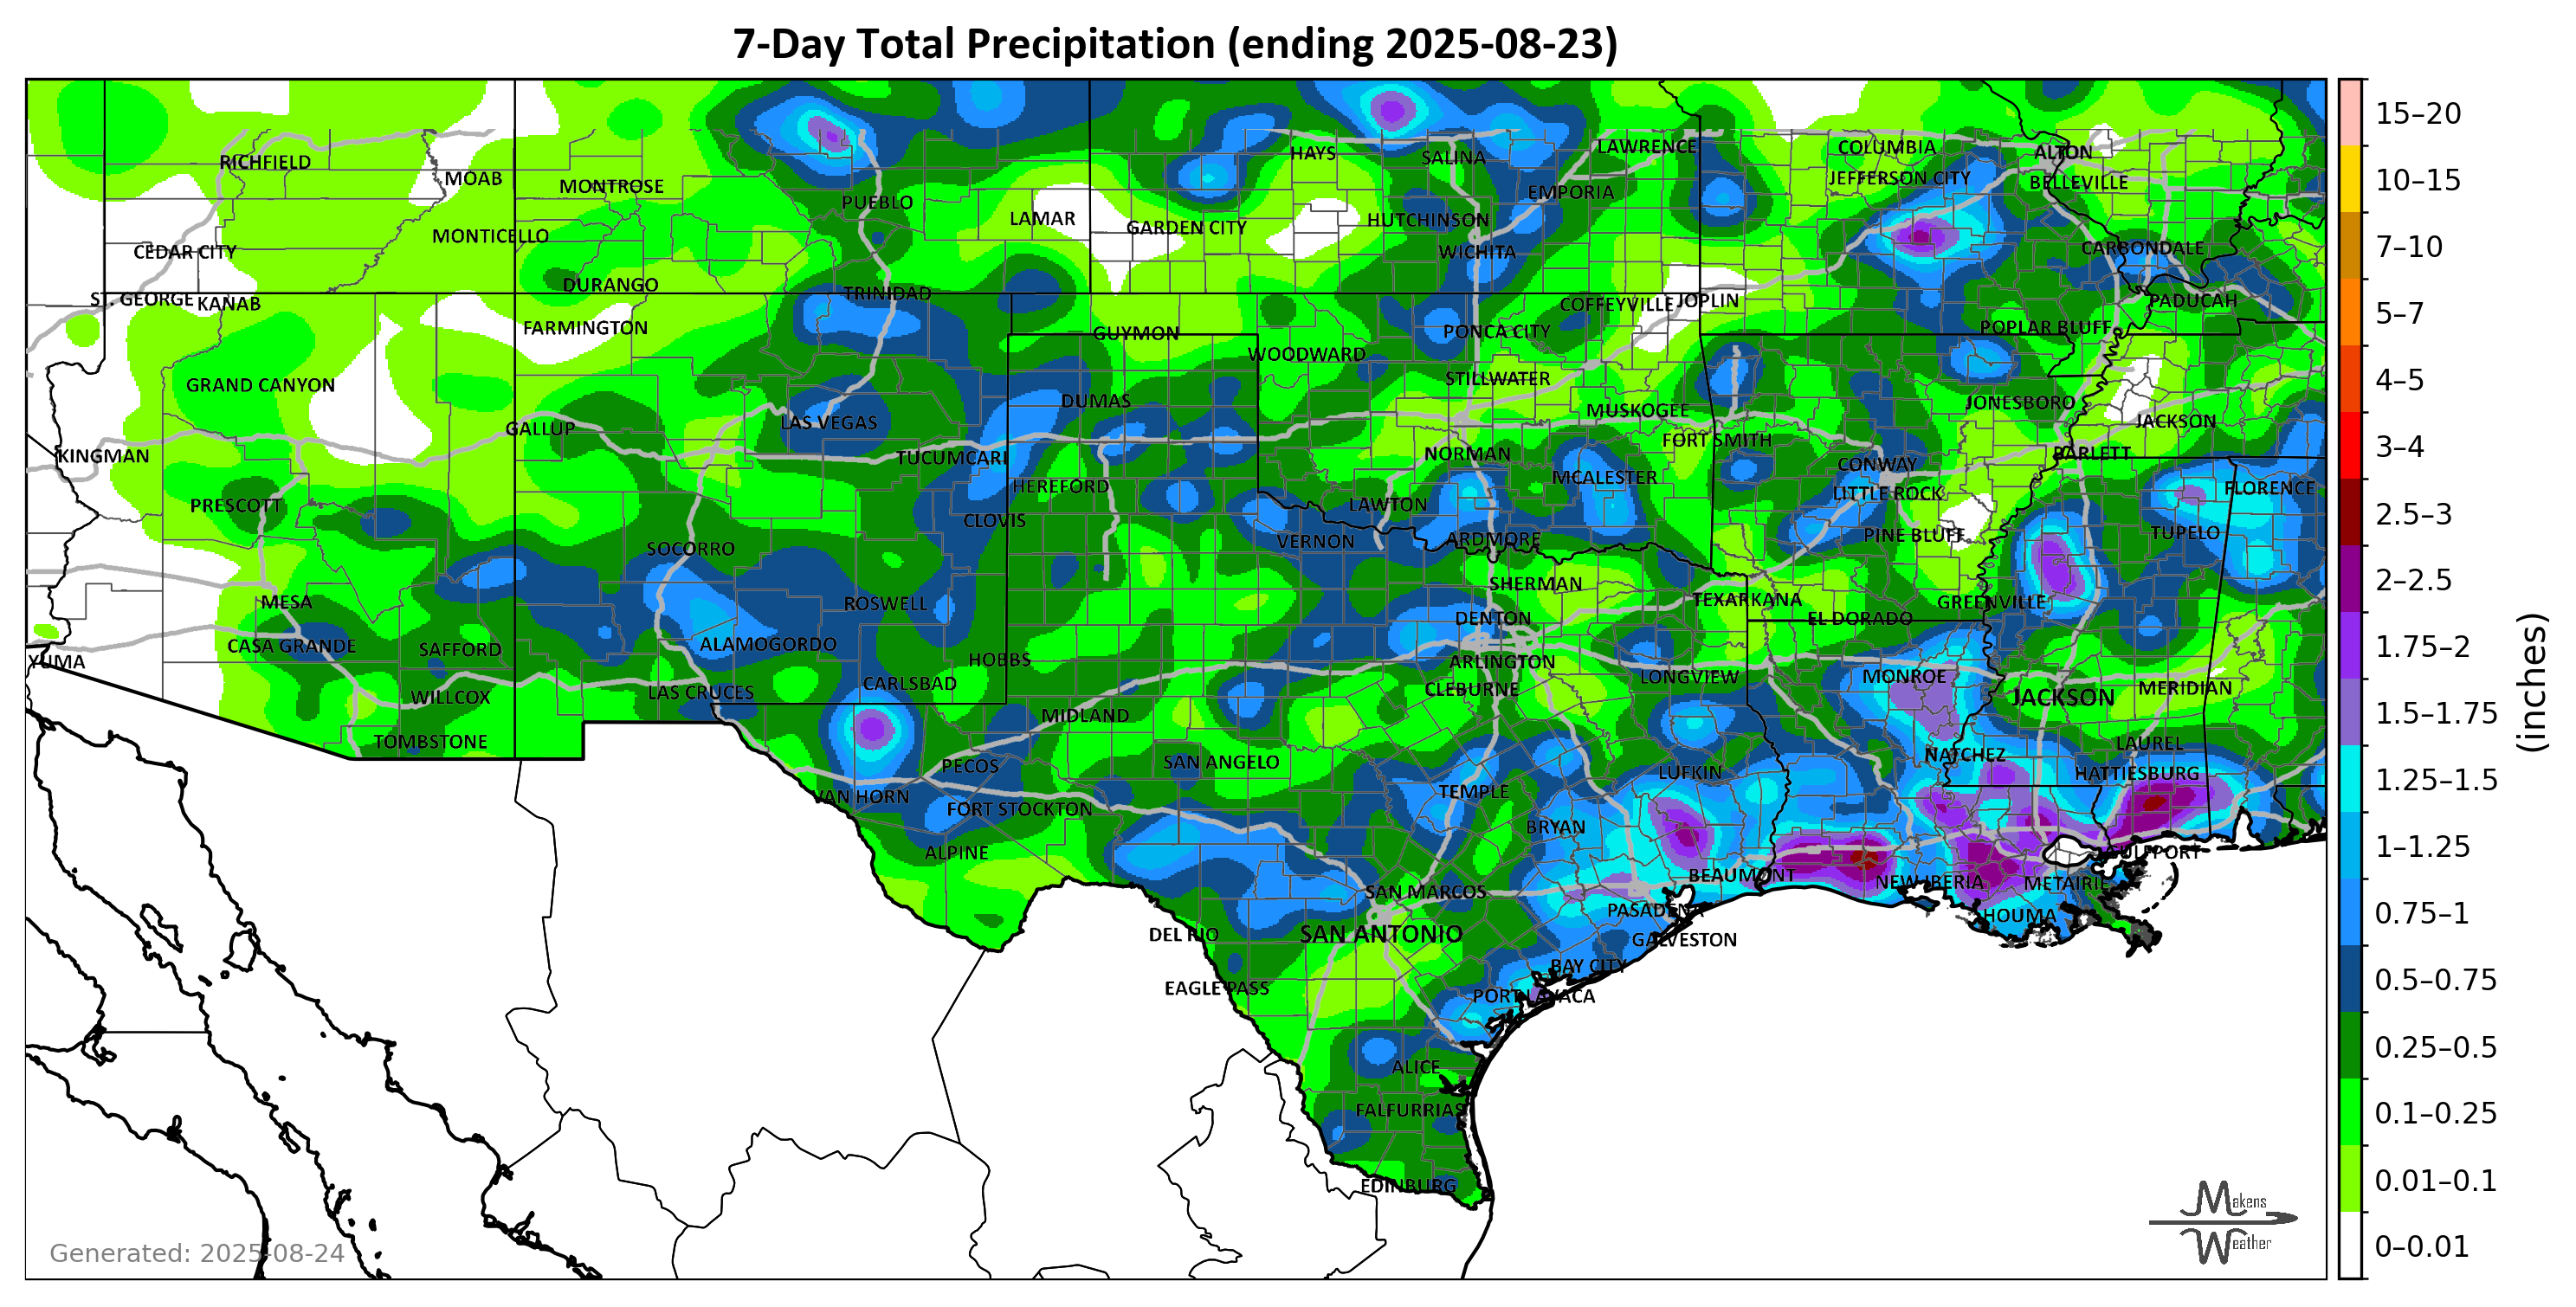 7-Day Total Precipitation (ending 2025-08-23)
RICHFIELD
MOAB
MONTROSE
PUEBLO
LAMAR
HAYS
SALINA
LAWRENCE
COLUMBIA
ALTON
JEFFERSON CITY
BELLEVILLE
EMPORIA
GARDEN CITY
HUTCHINSON
MONTICELLO
CEDAR CITY
WICHITA
CARBONDALE
DURANGO
TRINIDAD
ST. GEORGE
KANAB
COFFEYVILLE
JOPLIN
PADUCAH
FARMINGTON
GUYMON
PONCA CITY
POPLAR BLUFF
WOODWARD
GRAND CANYON
STILLWATER
DUMAS
MUSKOGEE
JONESBORO
LAS VEGAS
JACKSON
GALLUP
FORT SMITH
KINGMAN
TUCUMCARI
NORMAN
BARLETT
CONWAY
HEREFORD
MCALESTER
LITTLE ROCK
FLORENCE
PRESCOTT
LAWTON
CLOVIS
VERNON
ARDMORE
PINE BLUFF
TUPELO
SOCORRO
SHERMAN
MESA
ROSWELL
TEXARKANA
GREENVILLE
DENTON
EL DORADO
CASA GRANDE
SAFFORD
ALAMOGORDO
HOBBS
ARLINGTON
YUMA
LONGVIEW
MONROE
WILLCOX
LAS CRUCES
CARLSBAD
CLEBURNE
JACKSON
MERIDIAN
MIDLAND
TOMBSTONE
LAUREL
PECOS
SAN ANGELO
NATCHEZ
LUFKIN
HATTIESBURG
VAN HORN
FORT STOCKTON
TEMPLE
BRYAN
ALPINE
GULFPORT
BEAUMONT
NEW IBERIA
METAIRIE
SAN MARCOS
PASADENA
HOUMA
DEL RIO
SAN ANTONIO
GALVESTON
BAY CITY
EAGLE PASS
PORT LAVACA
ALICE
FALFURRIAS
EDINBURG
Generated: 2025-08-24
Makens
Weather
15–20
10–15
7–10
5–7
4–5
3–4
2.5–3
2–2.5
1.75–2
1.5–1.75
1.25–1.5
1–1.25
0.75–1
0.5–0.75
0.25–0.5
0.1–0.25
0.01–0.1
0–0.01
(inches)